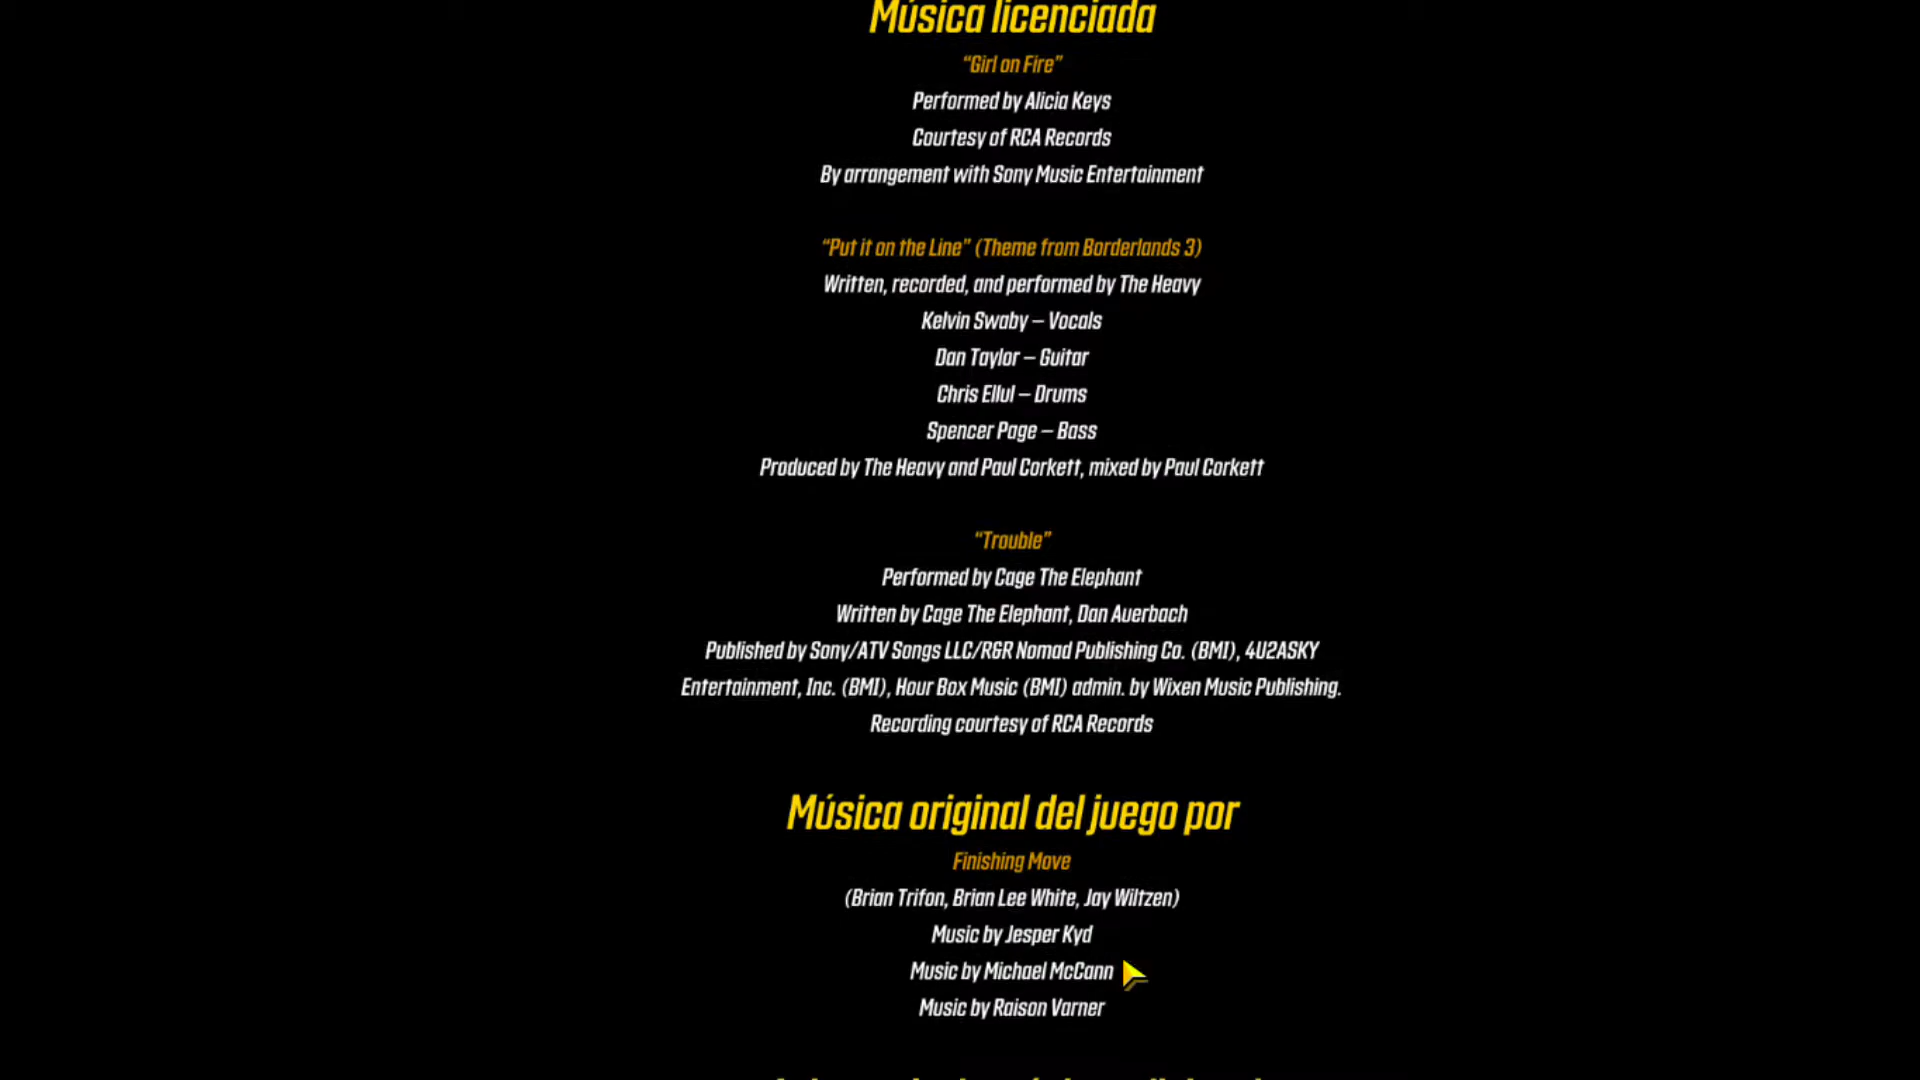 Música licenciada
“Girl on Fire”
Performed by Alicia Keys
Courtesy of RCA Records
By arrangement with Sony Music Entertainment
“Put it on the Line” (Theme from Borderlands 3)
Written, recorded, and performed by The Heavy
Kelvin Swaby – Vocals
Dan Taylor – Guitar
Chris Ellul – Drums
Spencer Page – Bass
Produced by The Heavy and Paul Corkett, mixed by Paul Corkett
“Trouble”
Performed by Cage The Elephant
Written by Cage The Elephant, Dan Auerbach
Published by Sony/ATV Songs LLC/R&R Nomad Publishing Co. (BMI), 4U2ASKY
Entertainment, Inc. (BMI), Hour Box Music (BMI) admin. by Wixen Music Publishing.
Recording courtesy of RCA Records
Música original del juego por
Finishing Move
(Brian Trifon, Brian Lee White, Jay Wiltzen)
Music by Jesper Kyd
Music by Michael McCann
Music by Raison Varner